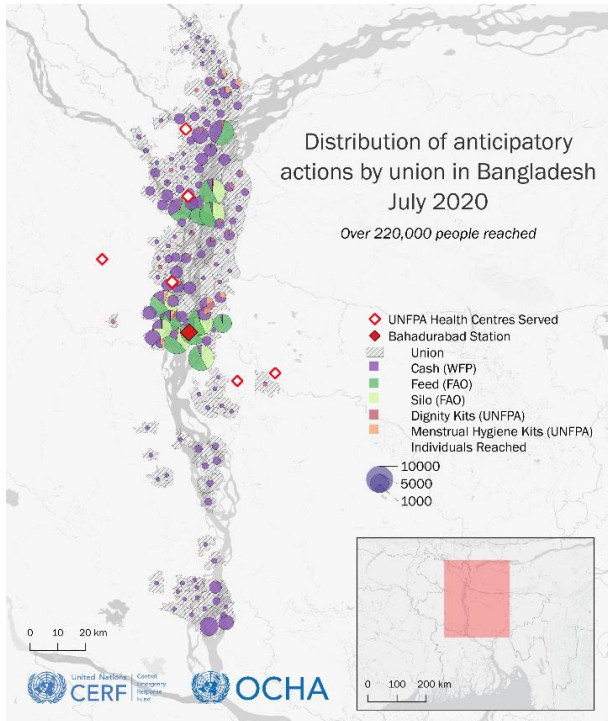 Distribution of anticipatory
actions by union in Bangladesh
July 2020
Over 220,000 people reached
UNFPA Health Centres Served
Bahadurabad Station
Union
Cash (WFP)
Feed (FAO)
Silo (FAO)
Dignity Kits (UNFPA)
Menstrual Hygiene Kits (UNFPA)
Individuals Reached
10000
5000
1000
0 10 20 km
0 100 200 km
United Nations
CERF
Central
Emergency
Response
Fund
OCHA